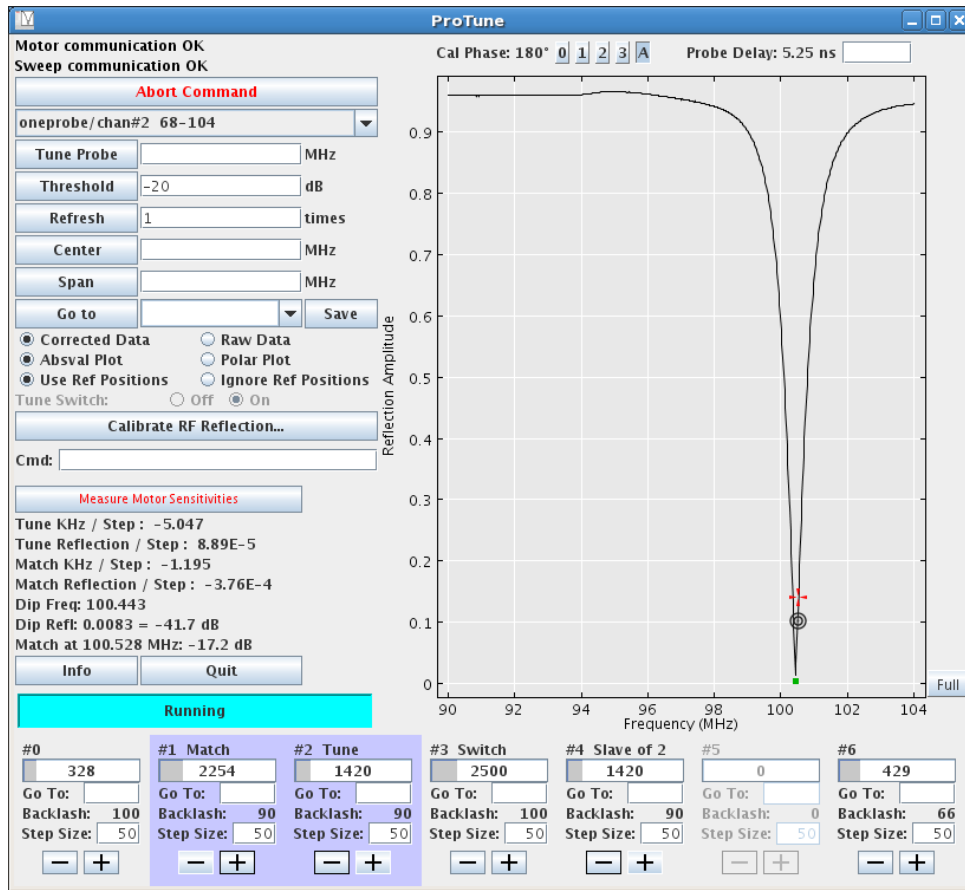 ProTune
Motor communication OK
Sweep communication OK
Abort Command
oneprobe/chan#2 68-104
Tune Probe MHz
Threshold -20 dB
Refresh 1 times
Center MHz
Span MHz
Go to Save
Corrected Data Raw Data
Absval Plot Polar Plot
Use Ref Positions Ignore Ref Positions
Tune Switch: Off On
Calibrate RF Reflection...
Cmd:
Measure Motor Sensitivities
Tune KHz / Step : -5.047
Tune Reflection / Step : 8.89E-5
Match KHz / Step : -1.195
Match Reflection / Step : -3.76E-4
Dip Freq: 100.443
Dip Refl: 0.0083 = -41.7 dB
Match at 100.528 MHz: -17.2 dB
Info Quit
Running
Cal Phase: 180° 0 1 2 3 A Probe Delay: 5.25 ns
Reflection Amplitude
0.9
0.8
0.7
0.6
0.5
0.4
0.3
0.2
0.1
0
90 92 94 96 98 100 102 104
Frequency (MHz)
Full
#0 #1 Match #2 Tune #3 Switch #4 Slave of 2 #5 #6
328 2254 1420 2500 1420 0 429
Go To: Go To: Go To: Go To: Go To: Go To: Go To:
Backlash: 100 Backlash: 90 Backlash: 90 Backlash: 100 Backlash: 90 Backlash: 0 Backlash: 66
Step Size: 50 Step Size: 50 Step Size: 50 Step Size: 50 Step Size: 50 Step Size: 50 Step Size: 50
− + − + − + − + − + − + − +